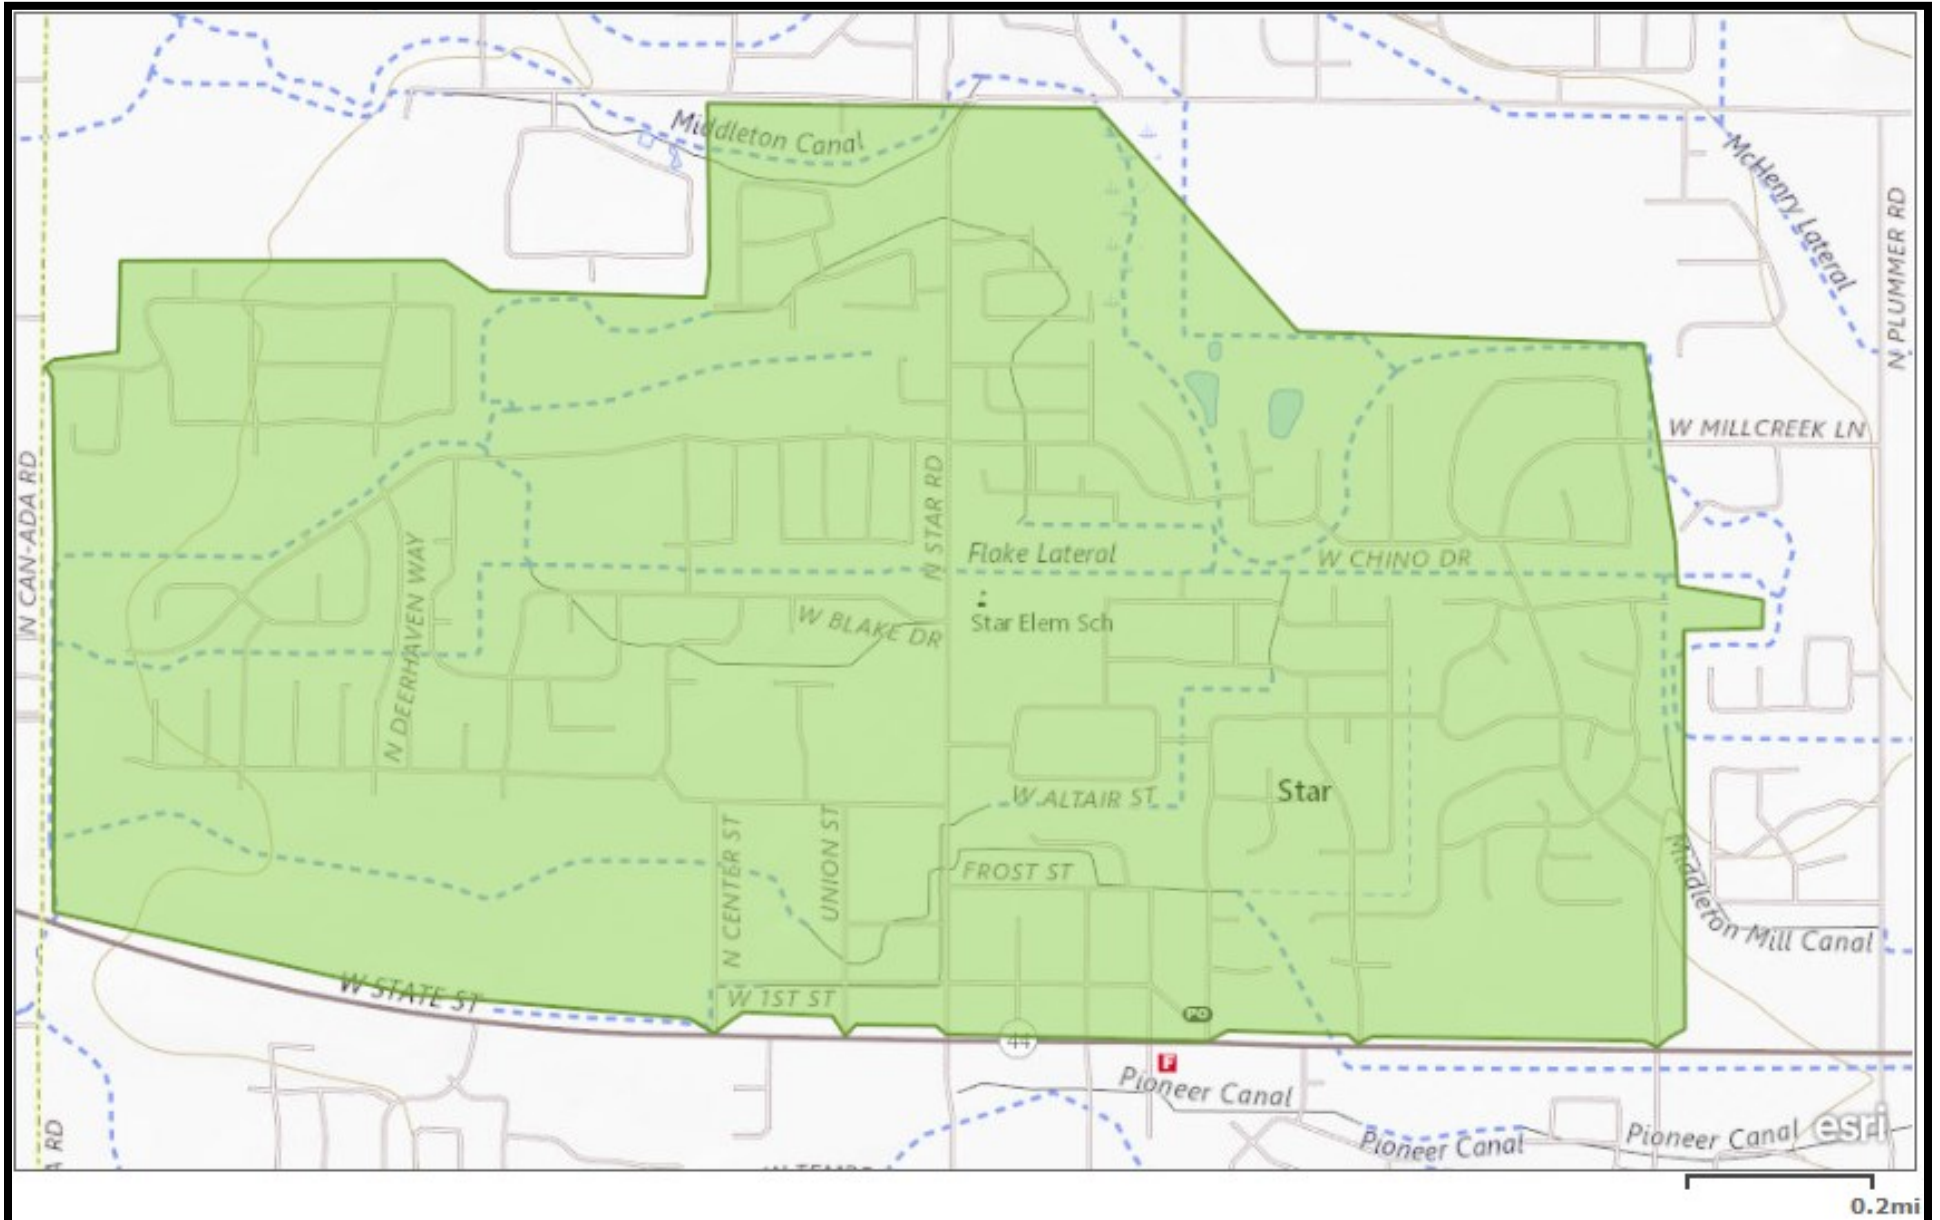 Middleton Canal
McHenry Lateral
N PLUMMER RD
W MILLCREEK LN
N CAN-ADA RD
N STAR RD
Flake Lateral
W CHINO DR
N DEERHAVEN WAY
Star Elem Sch
W BLAKE DR
Star
W ALTAIR ST
N CENTER ST
UNION ST
FROST ST
Middleton Mill Canal
W STATE ST
W 1ST ST
PO
44
F
Pioneer Canal
Pioneer Canal
Pioneer Canal
esri
RD
0.2mi